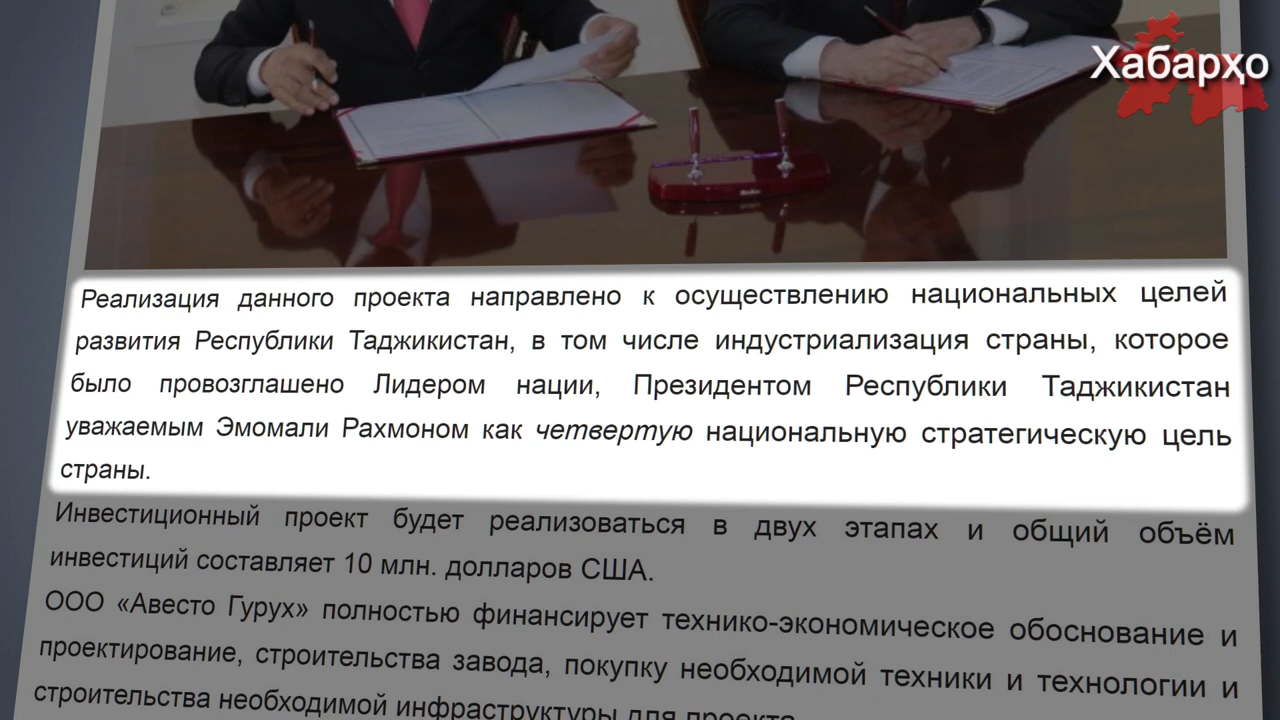 Хабарҳо
Реализация данного проекта направлено к осуществлению национальных целей
развития Республики Таджикистан, в том числе индустриализация страны, которое
было провозглашено Лидером нации, Президентом Республики Таджикистан
уважаемым Эмомали Рахмоном как четвертую национальную стратегическую цель
страны.
Инвестиционный проект будет реализоваться в двух этапах и общий объём
инвестиций составляет 10 млн. долларов США.
ООО «Авесто Гурух» полностью финансирует технико-экономическое обоснование и
проектирование, строительства завода, покупку необходимой техники и технологии и
строительства необходимой инфраструктуры для проекта.